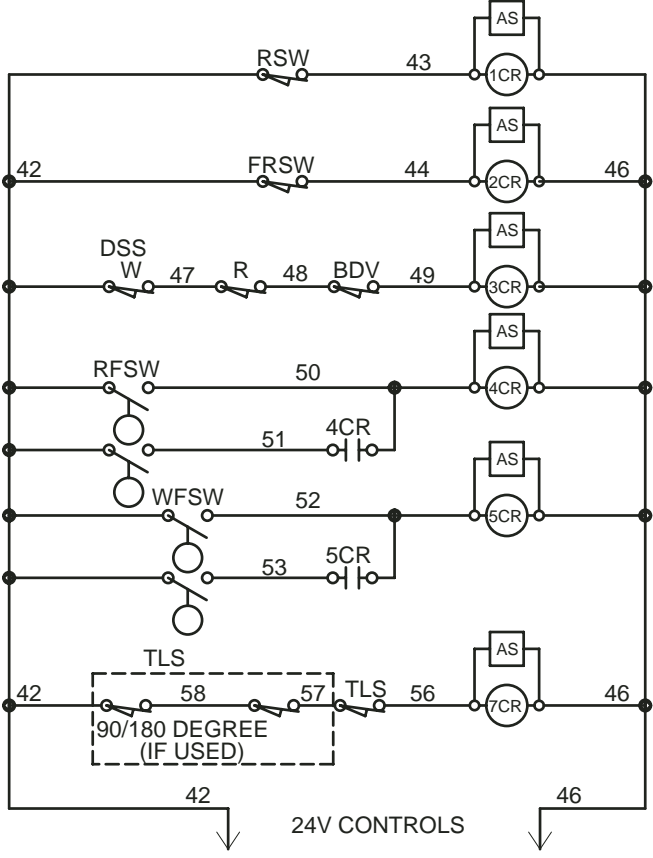 AS
RSW 43 1CR
AS
42 FRSW 44 2CR 46
AS
DSS
W 47 R 48 BDV 49 3CR
AS
RFSW 50 4CR
51 4CR
AS
WFSW 52 5CR
53 5CR
TLS
AS
42 58 57 TLS 56 7CR 46
90/180 DEGREE
(IF USED)
42 46
24V CONTROLS